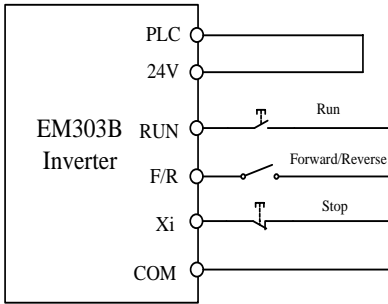 PLC
24V
EM303B
Inverter
RUN
Run
F/R
Forward/Reverse
Xi
Stop
COM